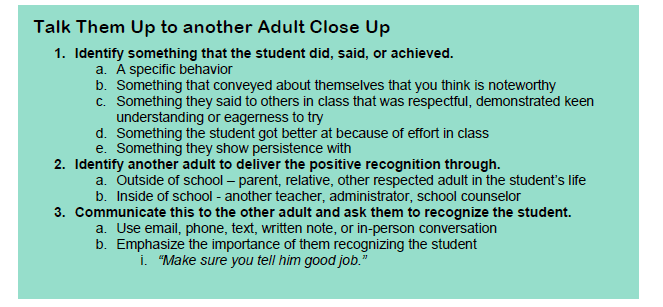 Talk Them Up to another Adult Close Up
1. Identify something that the student did, said, or achieved.
a. A specific behavior
b. Something that conveyed about themselves that you think is noteworthy
c. Something they said to others in class that was respectful, demonstrated keen
understanding or eagerness to try
d. Something the student got better at because of effort in class
e. Something they show persistence with
2. Identify another adult to deliver the positive recognition through.
a. Outside of school – parent, relative, other respected adult in the student's life
b. Inside of school - another teacher, administrator, school counselor
3. Communicate this to the other adult and ask them to recognize the student.
a. Use email, phone, text, written note, or in-person conversation
b. Emphasize the importance of them recognizing the student
i. “Make sure you tell him good job.”